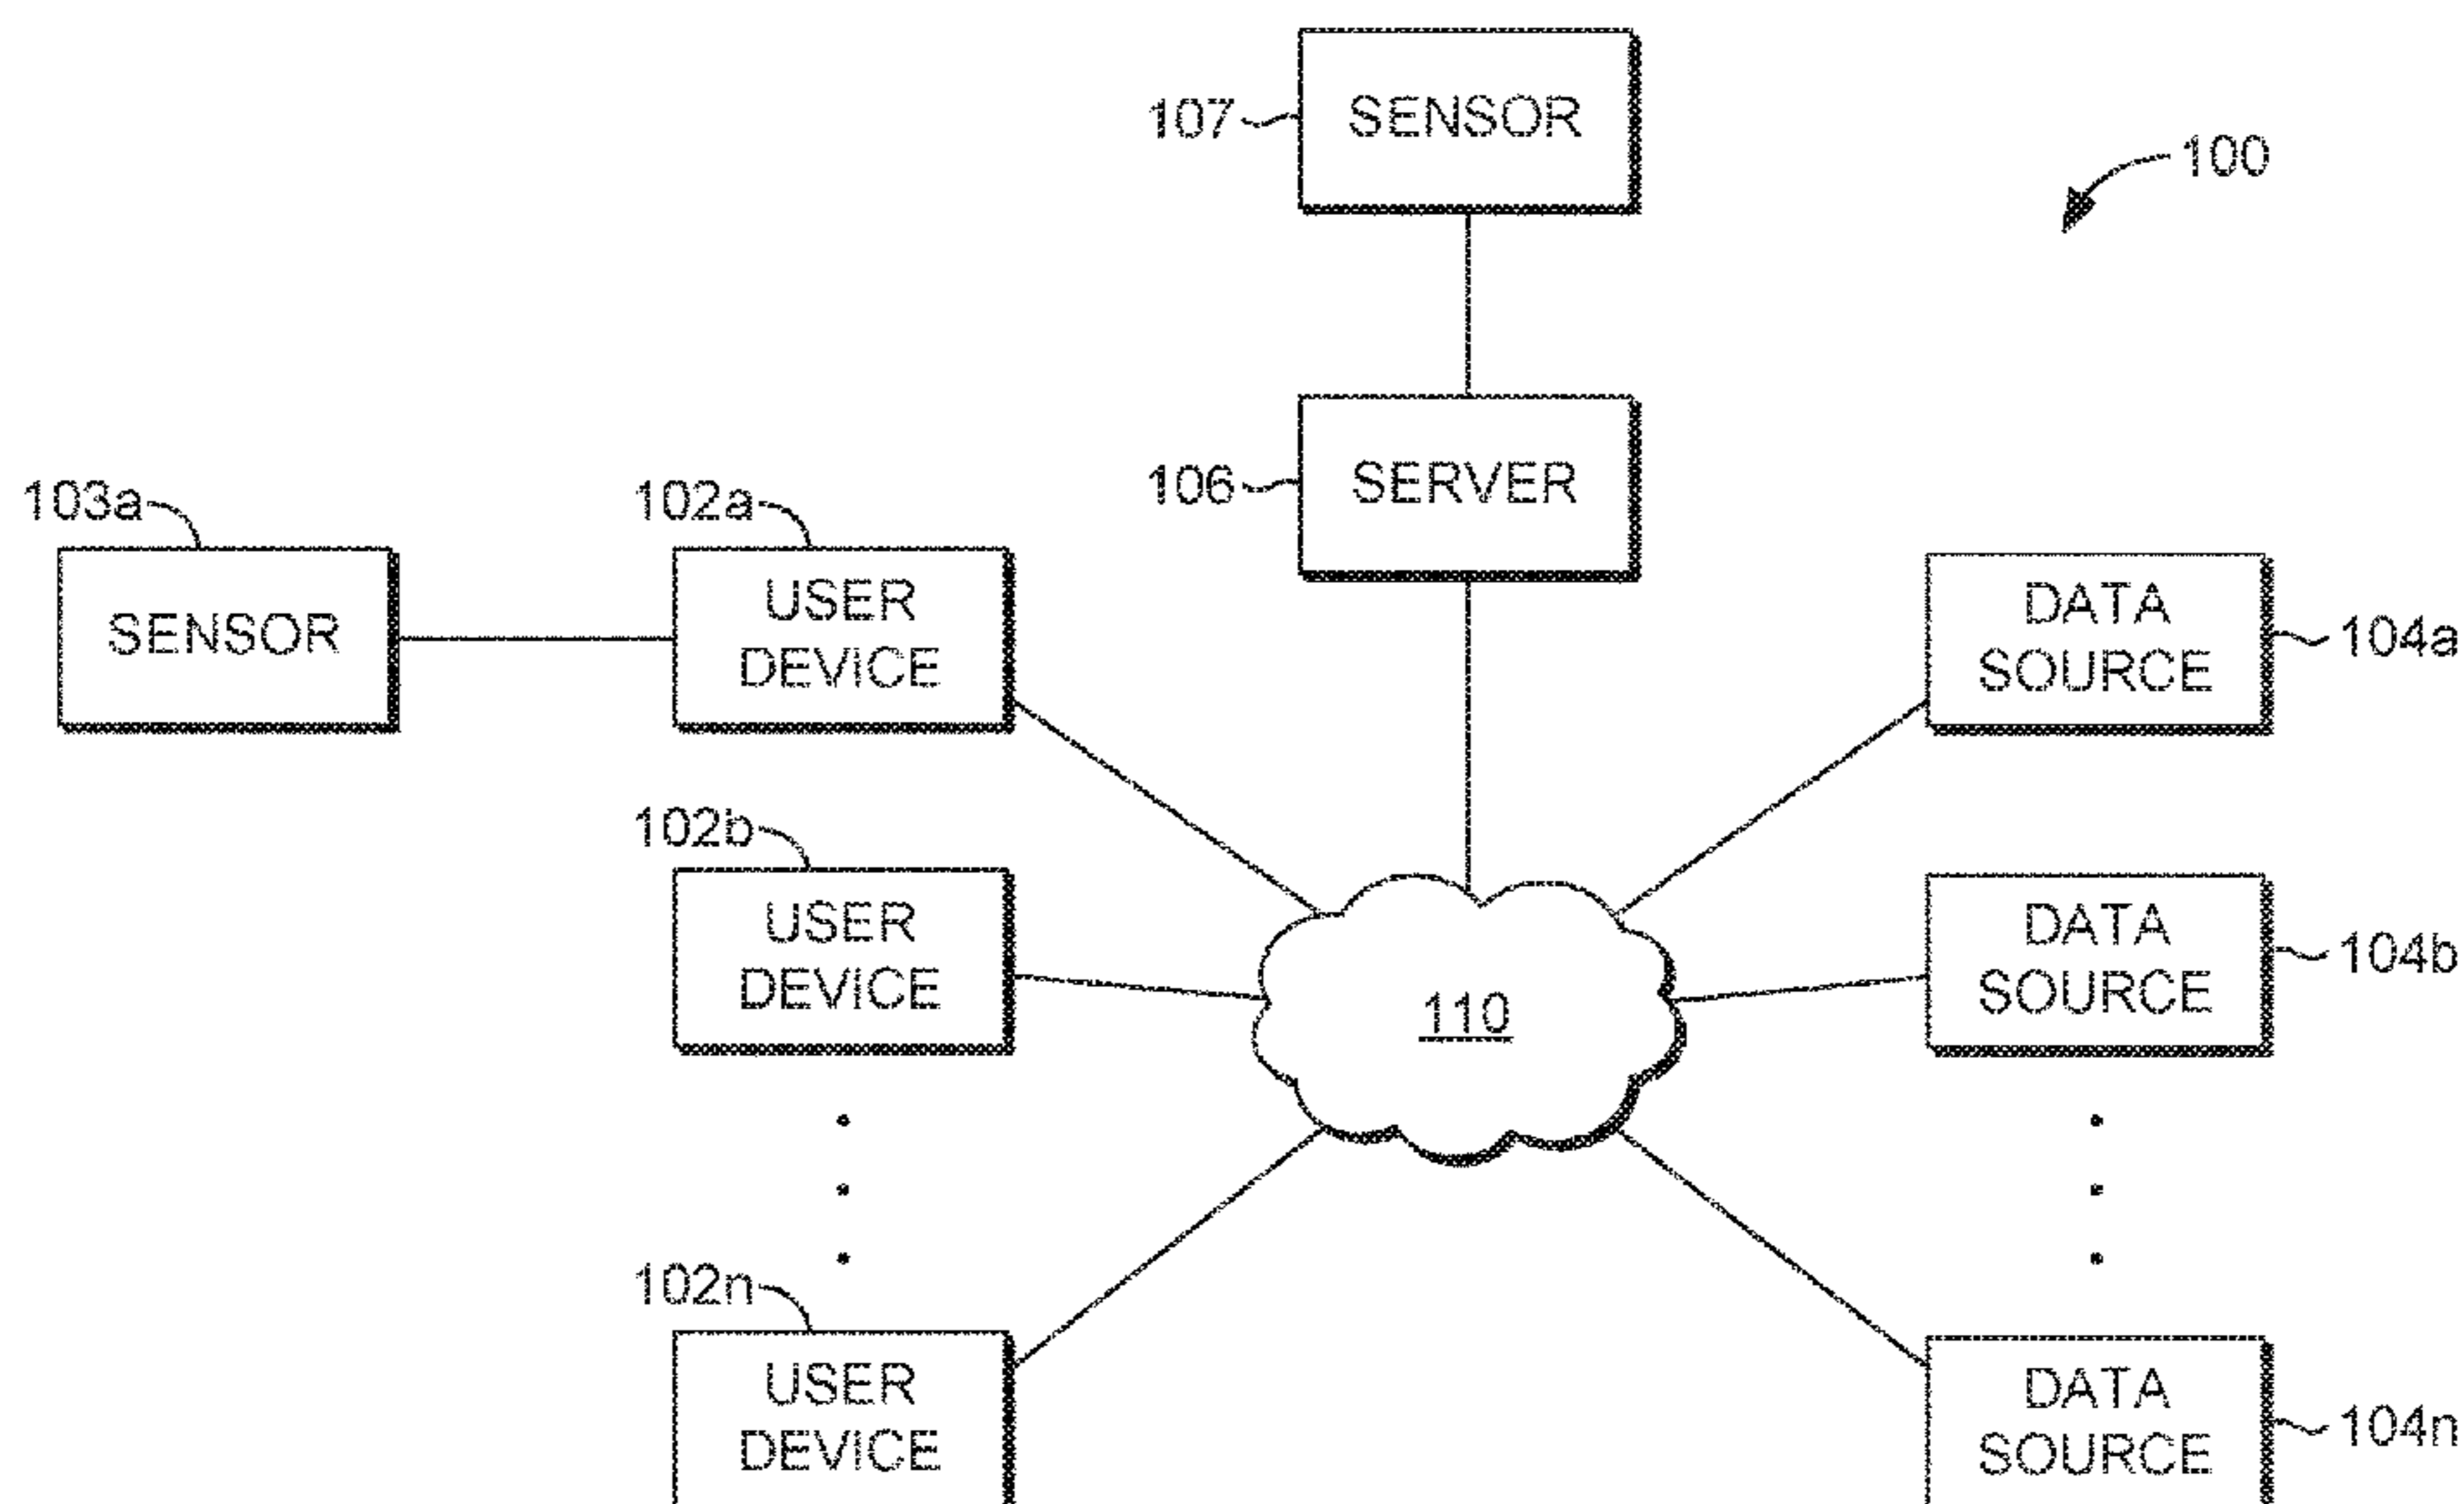 107
SENSOR
100
106
SERVER
103a
SENSOR
102a
USER
DEVICE
DATA
SOURCE
104a
102b
USER
DEVICE
110
DATA
SOURCE
104b
102n
USER
DEVICE
DATA
SOURCE
104n